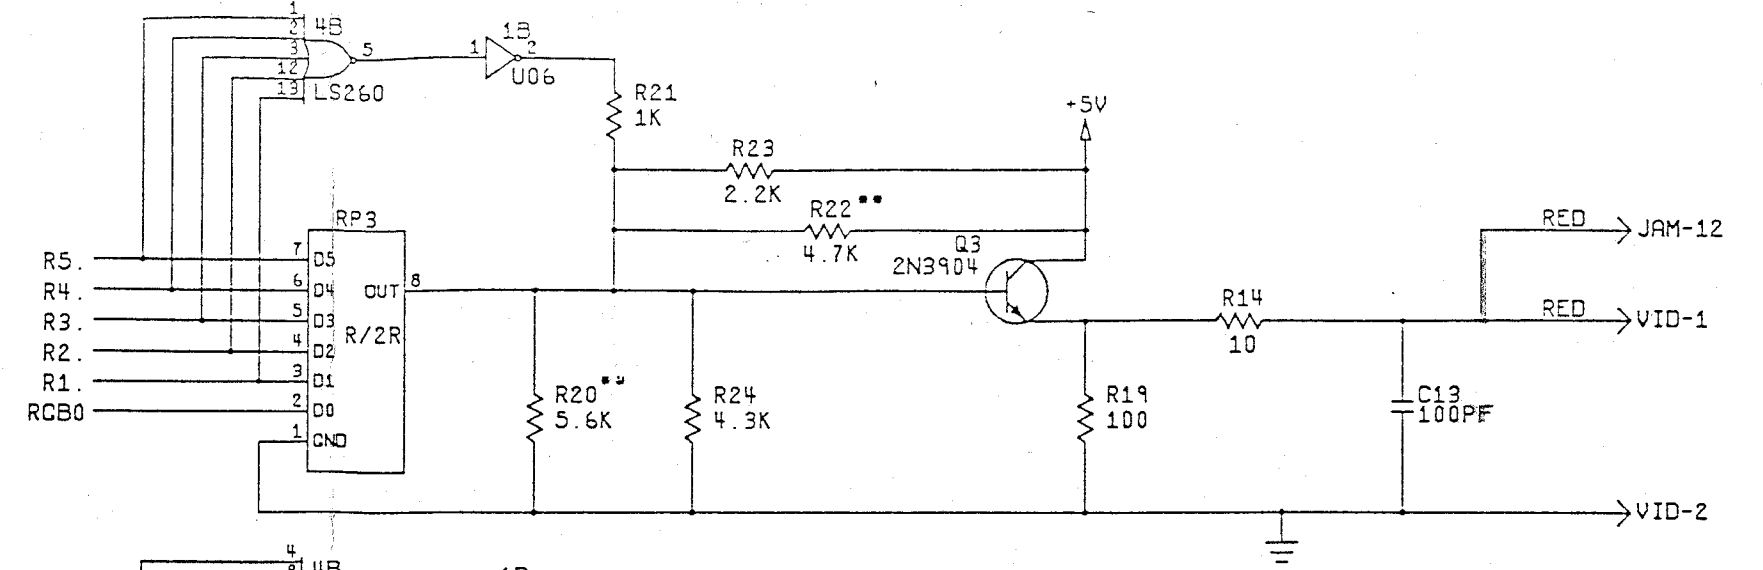 1
2
3
12
13
4B
5
LS260
1
1B
2
U06
R21
1K
+5V
R23
2.2K
R22**
4.7K
Q3
2N3904
RP3
R5.
R4.
R3.
R2.
R1.
RGB0
7
6
5
4
3
2
1
D5
D4
D3
D2
D1
D0
GND
OUT
8
R/2R
R20**
5.6K
R24
4.3K
R19
100
R14
10
C13
100PF
RED
JAM-12
RED
VID-1
VID-2
4